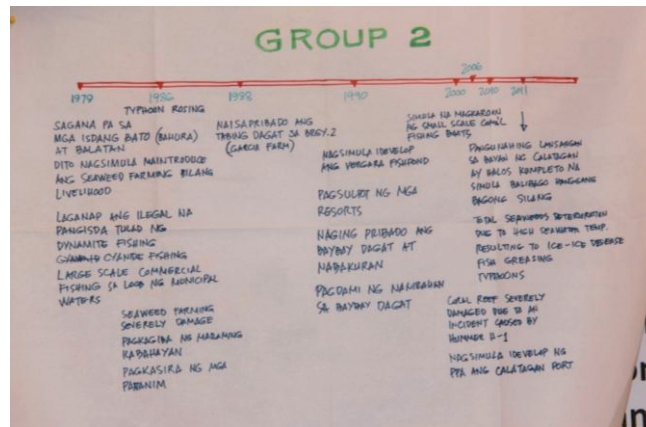 GROUP 2
2006
1979
1986
1988
1990
2000
2010
2011
TYPHOON ROSING
SAGANA PA SA
MGA ISDANG BATO (BAHURA)
AT BALATAN
DITO NAGSIMULA MAINTRODUCE
ANG SEAWEED FARMING BILANG
LIVELIHOOD
LAGANAP ANG ILEGAL NA
PANGISDA TULAD NG
DYNAMITE FISHING
CYANIDE FISHING
LARGE SCALE COMMERCIAL
FISHING SA LOOB NG MUNICIPAL
WATERS
SEAWEED FARMING
SEVERELY DAMAGE
PAGKAGIBA NG MARAMING
KABAHAYAN
PAGKASIRA NG MGA
PANANIM
NAISAPRIBADO ANG
TABING DAGAT SA BRGY. 2
(GARCIA FARM)
NAGSIMULA IDEVELOP
ANG VERGARA FISHPOND
PAGSULPOT NG MGA
RESORTS
NAGING PRIBADO ANG
BAYBAY DAGAT AT
NABAKURAN
PAGDAMI NG NANIRAHAN
SA BAYBAY DAGAT
SIMULA NA MAGKAROON
NG SMALL SCALE COM'L
FISHING BOATS
PANGUNAHING LANSANGAN
SA BAYAN NG CALATAGAN
AY HALOS KUMPLETO NA
SIMULA BALIBAGO HANGGANG
BAGONG SILANG
TOTAL SEAWEEDS DETERIORATION
DUE TO HIGH SEAWATER TEMP.
RESULTING TO ICE-ICE DISEASE
FISH GREASING
TYPHOONS
CORAL REEF SEVERELY
DAMAGED DUE TO AN
INCIDENT CAUSED BY
HUMMER H-1
NAGSIMULA IDEVELOP NG
PPA ANG CALATAGAN PORT